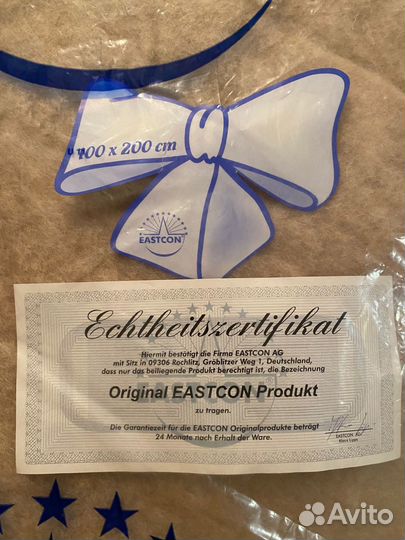 100 x 200 cm
EASTCON
Echtheitszertifikat
Hiermit bestätigt die Firma EASTCON AG
mit Sitz in 09306 Rochlitz, Gröblitzer Weg 1, Deutschland,
dass nur das beiliegende Produkt berechtigt ist, die Bezeichnung
Original EASTCON Produkt
zu tragen.
Die Garantiezeit für die EASTCON Originalprodukte beträgt
24 Monate nach Erhalt der Ware.
EASTCON AG
Avito